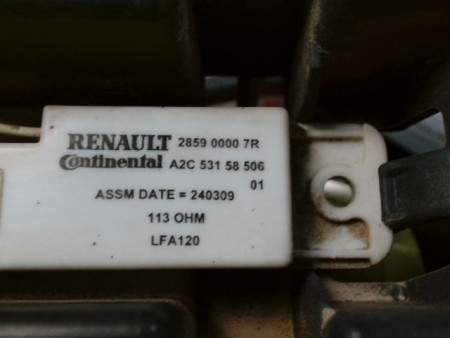 RENAULT 2859 0000 7R
Continental A2C 531 58 506
01
ASSM DATE = 240309
113 OHM
LFA120